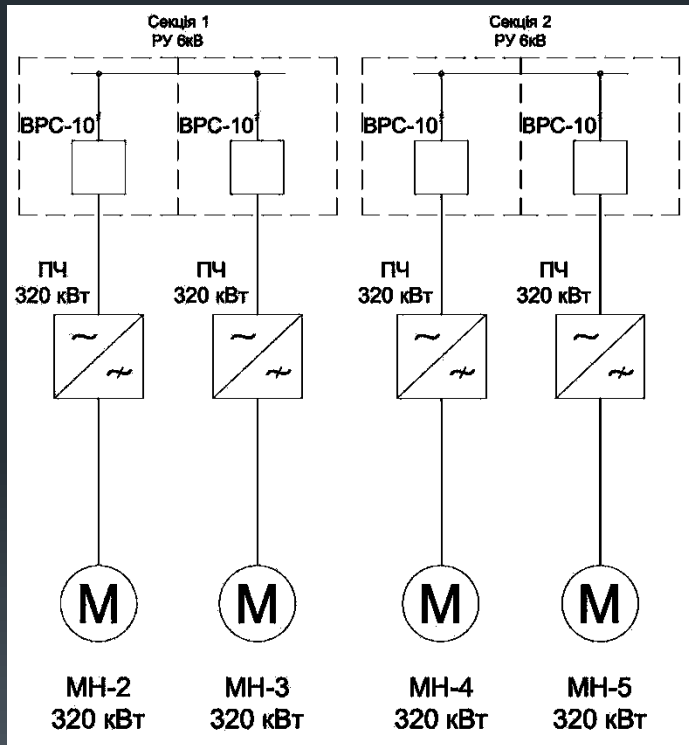 Секція 1
РУ 6кВ
Секція 2
РУ 6кВ
ВРС-10
ВРС-10
ВРС-10
ВРС-10
ПЧ
320 кВт
ПЧ
320 кВт
ПЧ
320 кВт
ПЧ
320 кВт
М
М
М
М
МН-2
320 кВт
МН-3
320 кВт
МН-4
320 кВт
МН-5
320 кВт